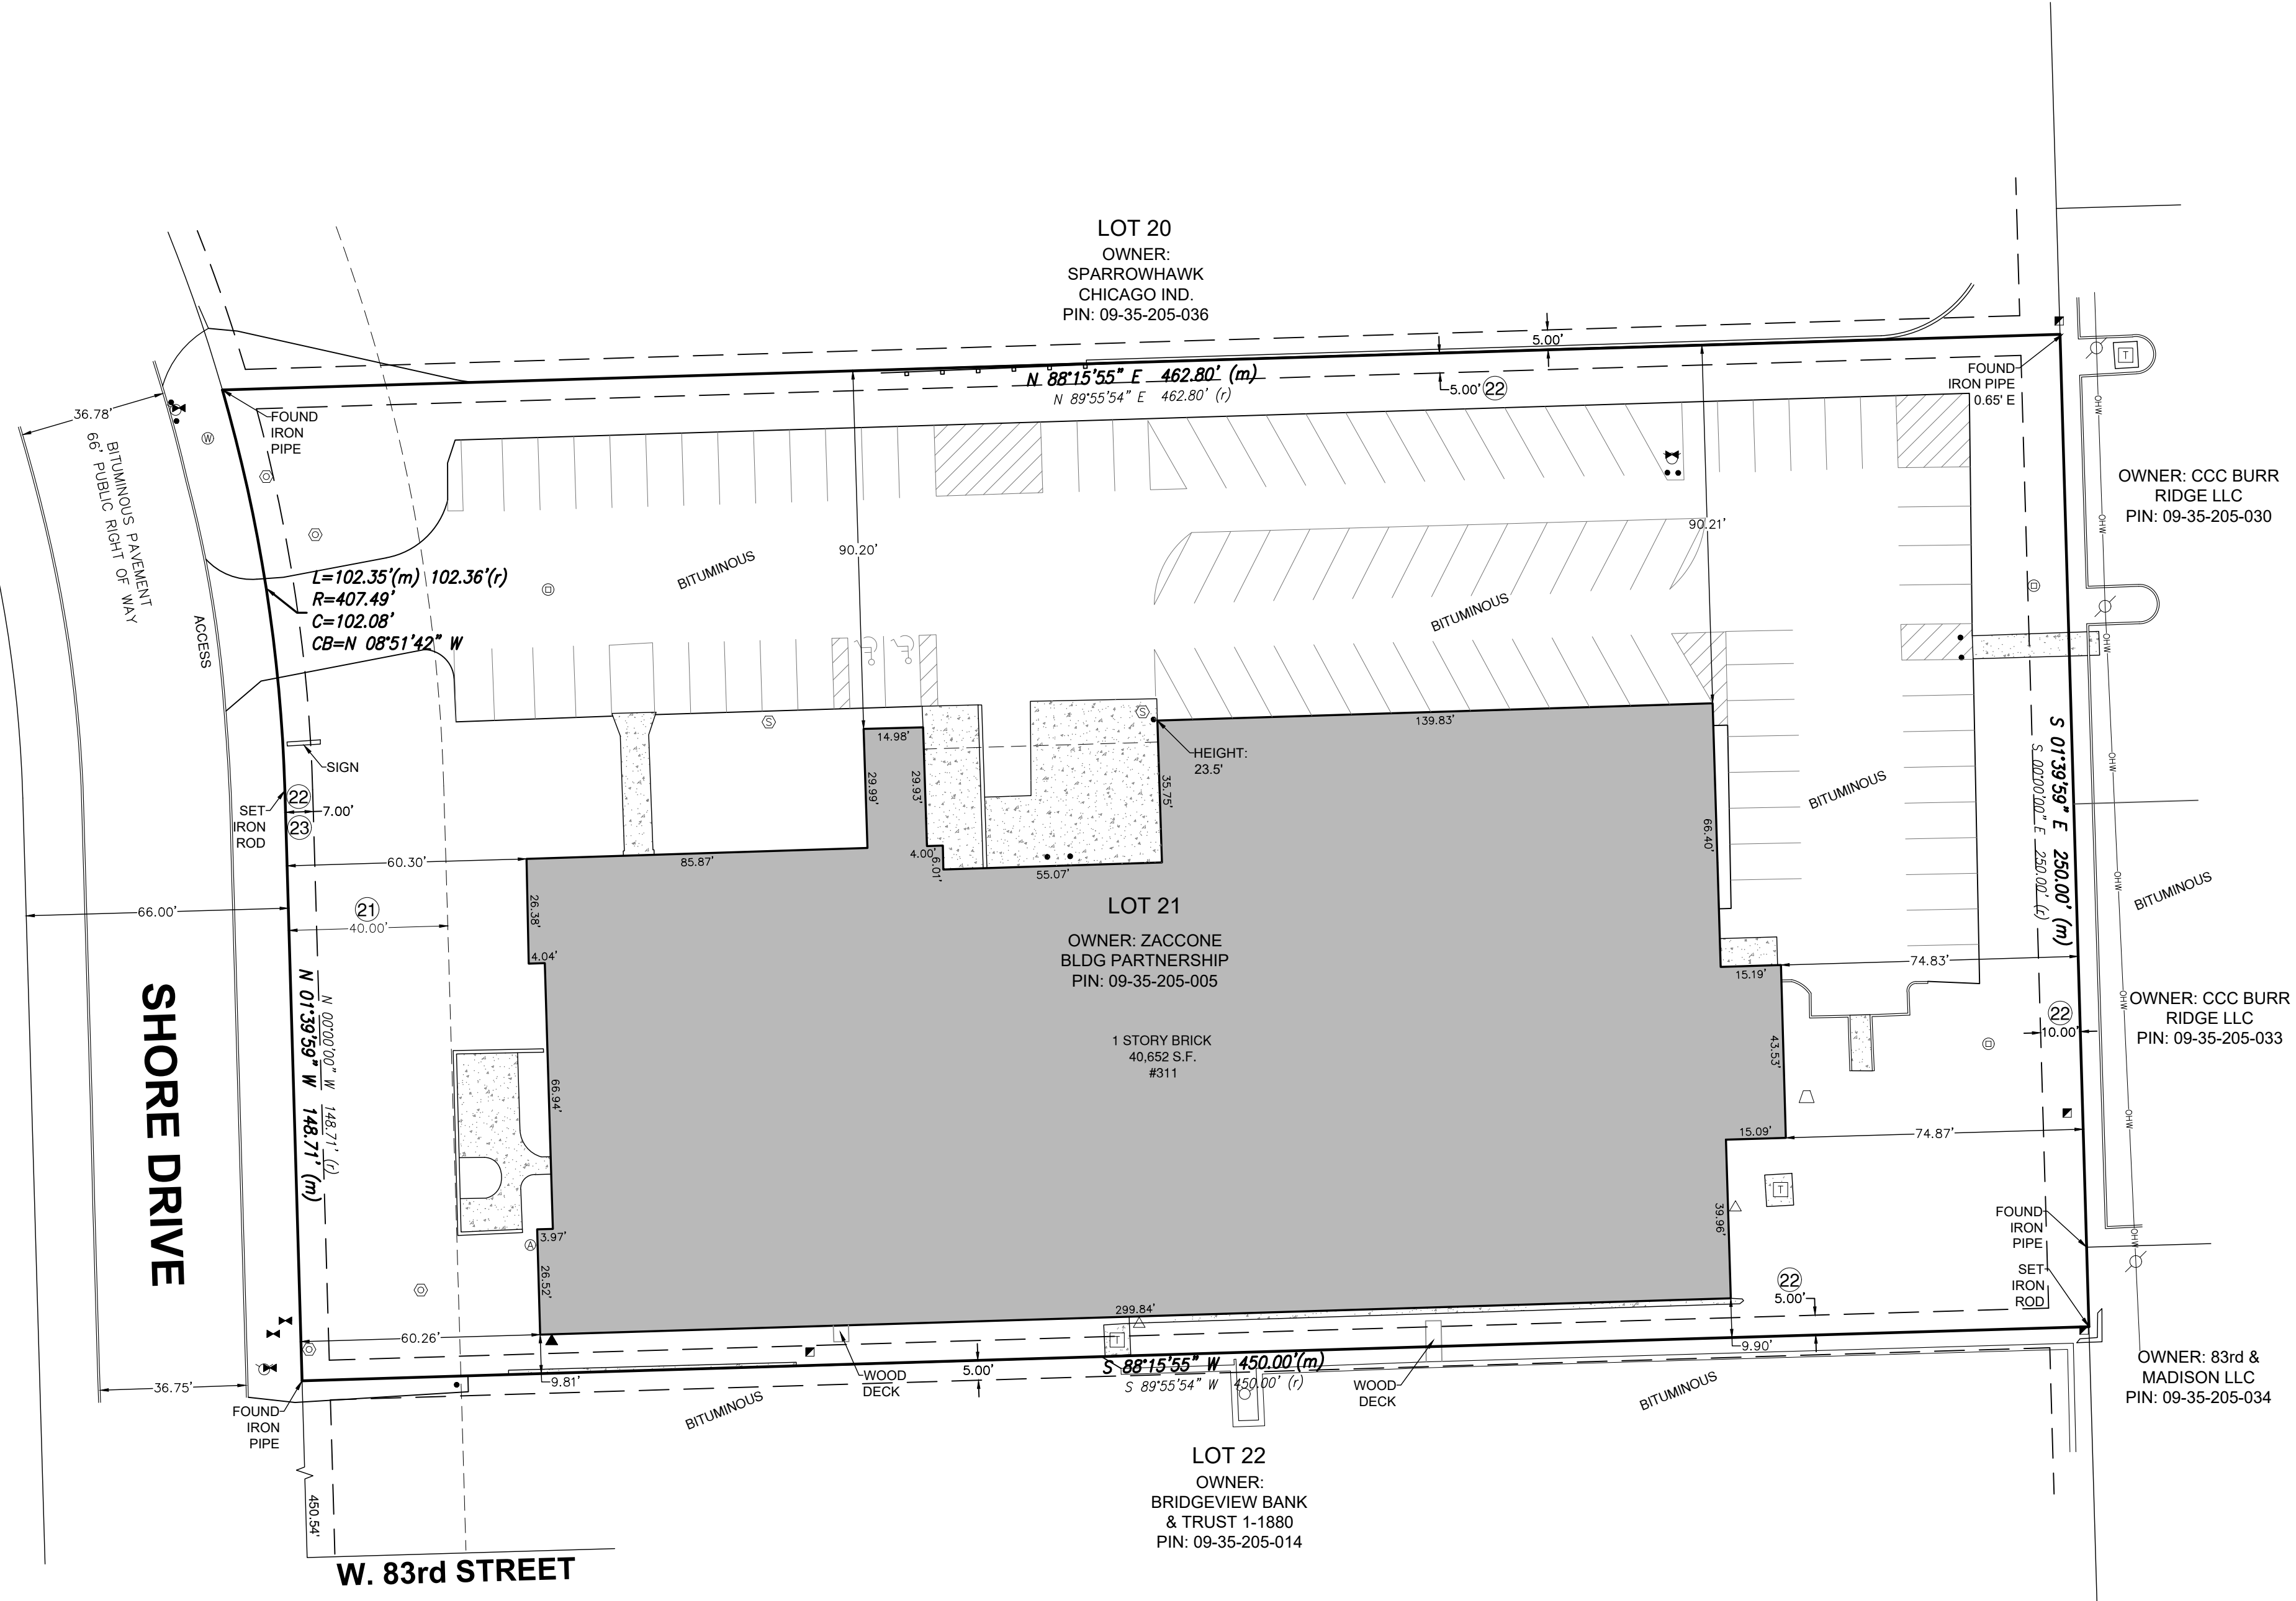 LOT 20
OWNER:
SPARROWHAWK
CHICAGO IND.
PIN: 09-35-205-036
5.00'
N 88°15'55" E 462.80' (m)
N 89°55'54" E 462.80' (r)
5.00' 22
FOUND
IRON PIPE
0.65' E
T
36.78'
BITUMINOUS PAVEMENT
66' PUBLIC RIGHT OF WAY
FOUND
IRON
PIPE
W
OHW
OWNER: CCC BURR
RIDGE LLC
PIN: 09-35-205-030
OHW
90.20'
90.21'
BITUMINOUS
BITUMINOUS
L=102.35'(m) 102.36'(r)
R=407.49'
C=102.08'
CB=N 08°51'42" W
ACCESS
OHW
S
S
139.83'
14.98'
HEIGHT:
23.5'
29.99'
29.93'
35.75'
SIGN
SET
IRON
ROD
22
7.00'
23
60.30'
85.87'
4.00'
6.01'
55.07'
66.40'
BITUMINOUS
S 01°39'59" E 250.00' (m)
S 00°00'00" E 250.00' (r)
OHW
OHW
BITUMINOUS
66.00'
21
40.00'
26.38'
4.04'
LOT 21
OWNER: ZACCONE
BLDG PARTNERSHIP
PIN: 09-35-205-005
1 STORY BRICK
40,652 S.F.
#311
15.19'
74.83'
22
10.00'
OHW
OWNER: CCC BURR
RIDGE LLC
PIN: 09-35-205-033
SHORE DRIVE
N 01°39'59" W 148.71' (m)
N 00°00'00" W 148.71' (r)
66.94'
43.53'
15.09'
74.87'
OHW
T
39.96'
3.97'
A
26.52'
FOUND
IRON
PIPE
SET
IRON
ROD
OHW
22
5.00'
299.84'
60.26'
T
9.81'
36.75'
WOOD
DECK
5.00'
S 88°15'55" W 450.00'(m)
S 89°55'54" W 450.00' (r)
WOOD
DECK
9.90'
BITUMINOUS
BITUMINOUS
FOUND
IRON
PIPE
OWNER: 83rd &
MADISON LLC
PIN: 09-35-205-034
LOT 22
OWNER:
BRIDGEVIEW BANK
& TRUST 1-1880
PIN: 09-35-205-014
450.54'
W. 83rd STREET